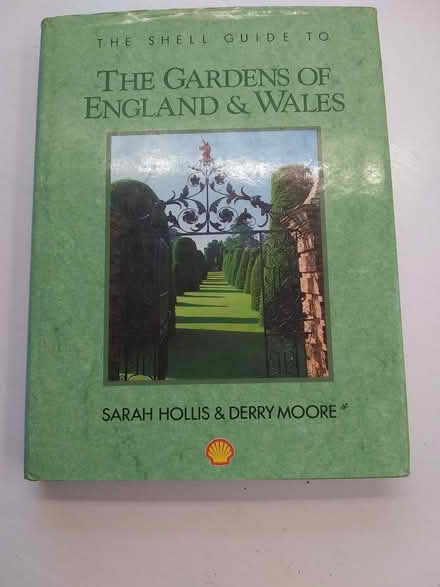 THE SHELL GUIDE TO
THE GARDENS OF
ENGLAND & WALES
SARAH HOLLIS & DERRY MOORE